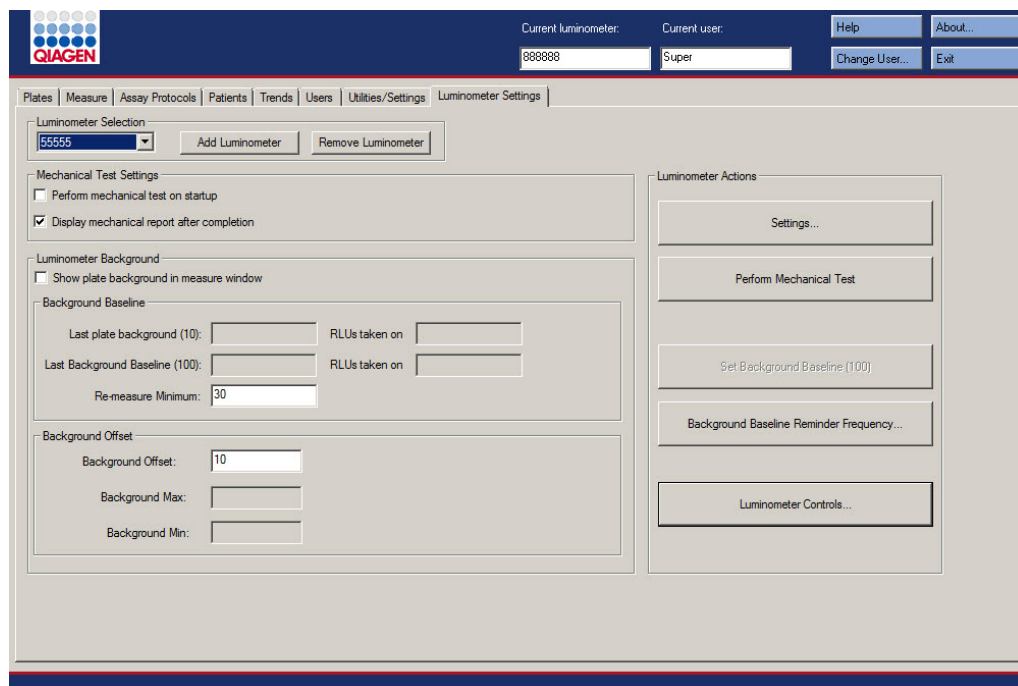 QIAGEN
Current luminometer: Current user:
888888 Super
Help About...
Change User... Exit
Plates Measure Assay Protocols Patients Trends Users Utilities/Settings Luminometer Settings
Luminometer Selection
55555 Add Luminometer Remove Luminometer
Mechanical Test Settings
Perform mechanical test on startup
Display mechanical report after completion
Luminometer Background
Show plate background in measure window
Background Baseline
Last plate background (10): RLUs taken on
Last Background Baseline (100): RLUs taken on
Re-measure Minimum: 30
Background Offset
Background Offset: 10
Background Max:
Background Min:
Luminometer Actions
Settings...
Perform Mechanical Test
Set Background Baseline (100)
Background Baseline Reminder Frequency...
Luminometer Controls...